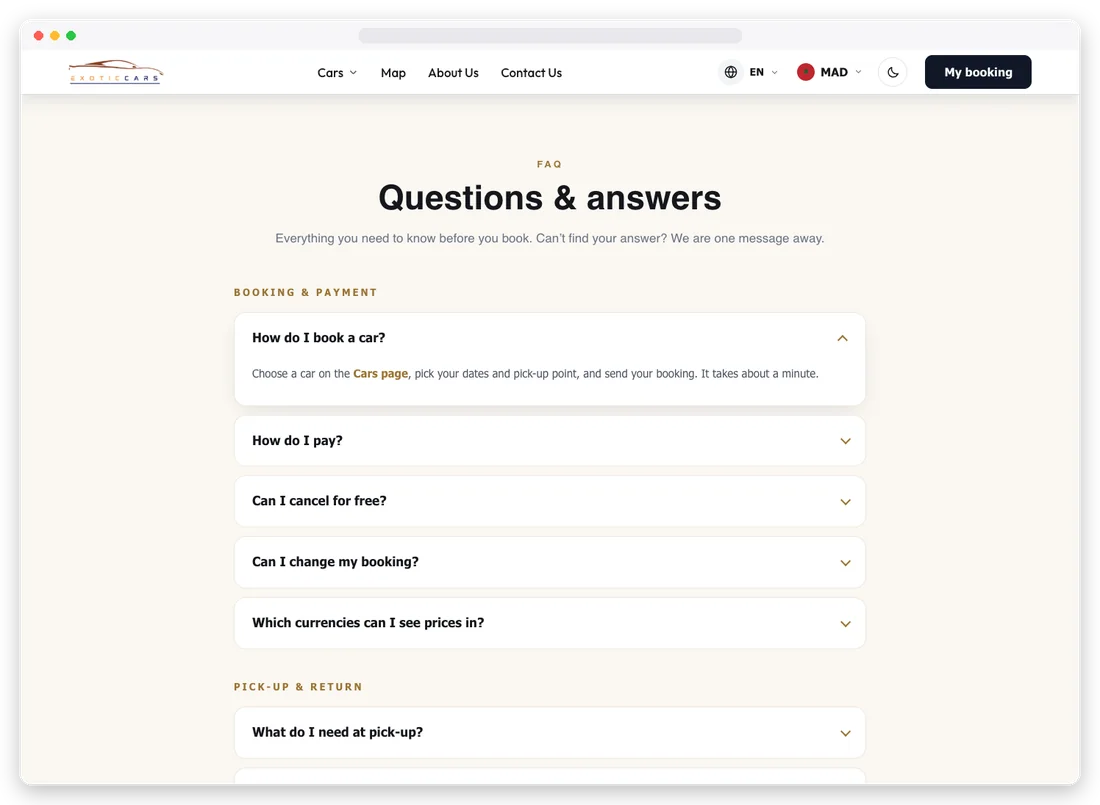 EXOTICCARS
Cars
Map
About Us
Contact Us
EN
MAD
My booking
FAQ
Questions & answers
Everything you need to know before you book. Can’t find your answer? We are one message away.
BOOKING & PAYMENT
How do I book a car?
Choose a car on the Cars page, pick your dates and pick-up point, and send your booking. It takes about a minute.
How do I pay?
Can I cancel for free?
Can I change my booking?
Which currencies can I see prices in?
PICK-UP & RETURN
What do I need at pick-up?